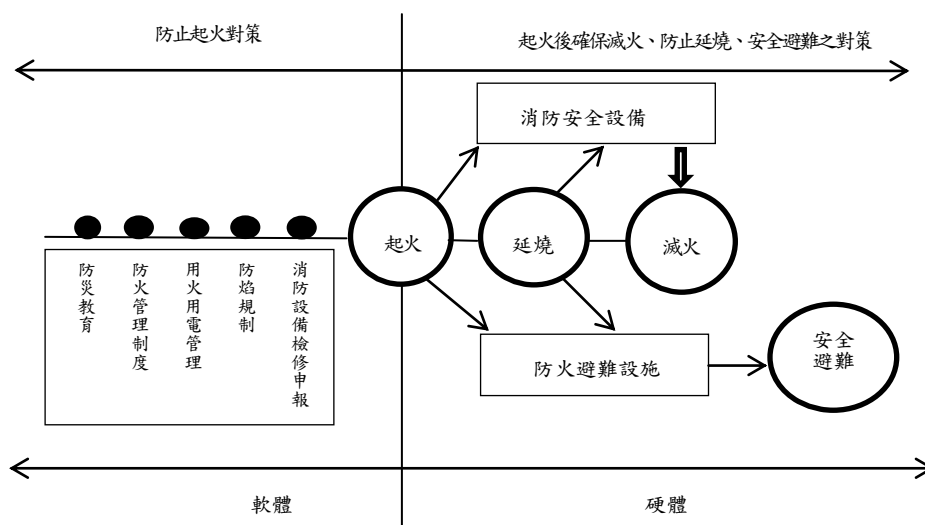 防止起火對策
起火後確保滅火、防止延燒、安全避難之對策
消防安全設備
起火
延燒
滅火
防災教育
防火管理制度
用火用電管理
防焰規制
消防設備檢修申報
防火避難設施
安全
避難
軟體
硬體